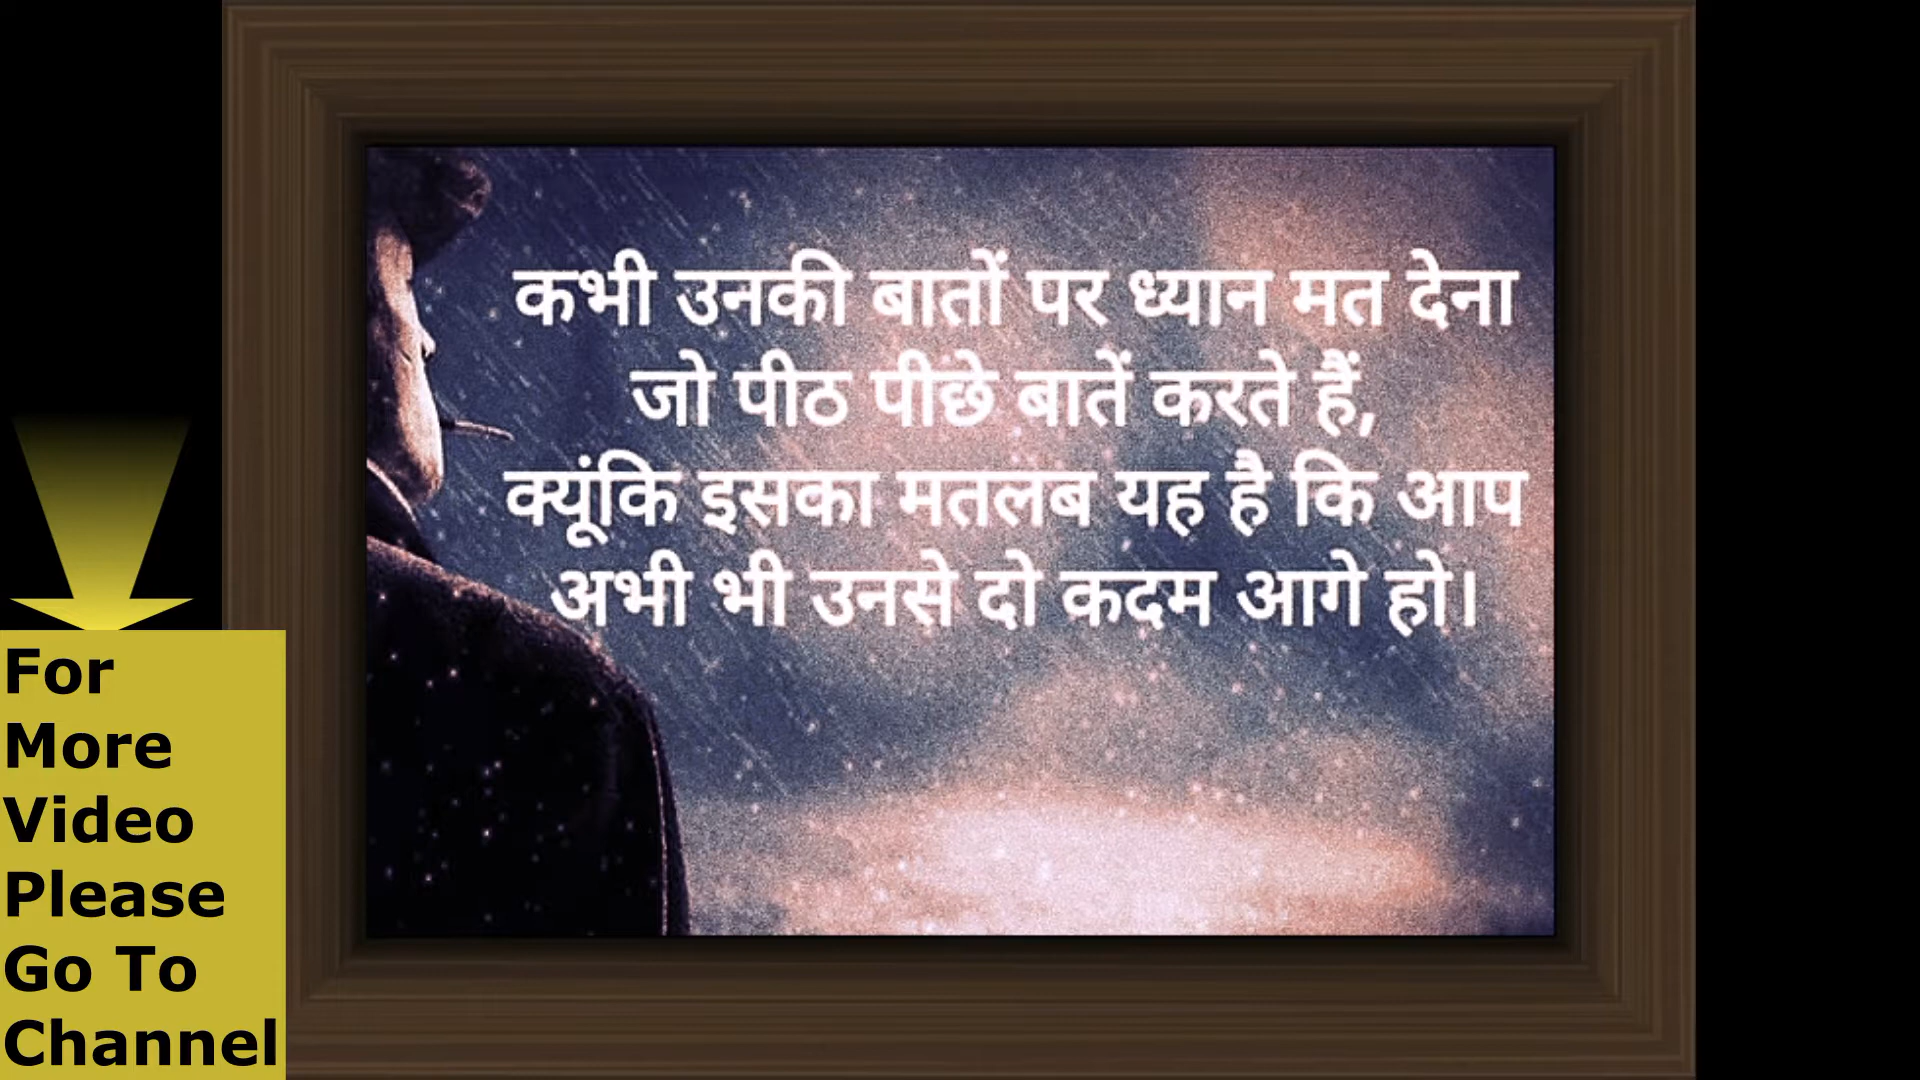 कभी उनकी बातों पर ध्यान मत देना
जो पीठ पींछे बातें करते हैं,
क्यूंकि इसका मतलब यह है कि आप
अभी भी उनसे दो कदम आगे हो।
For
More
Video
Please
Go To
Channel